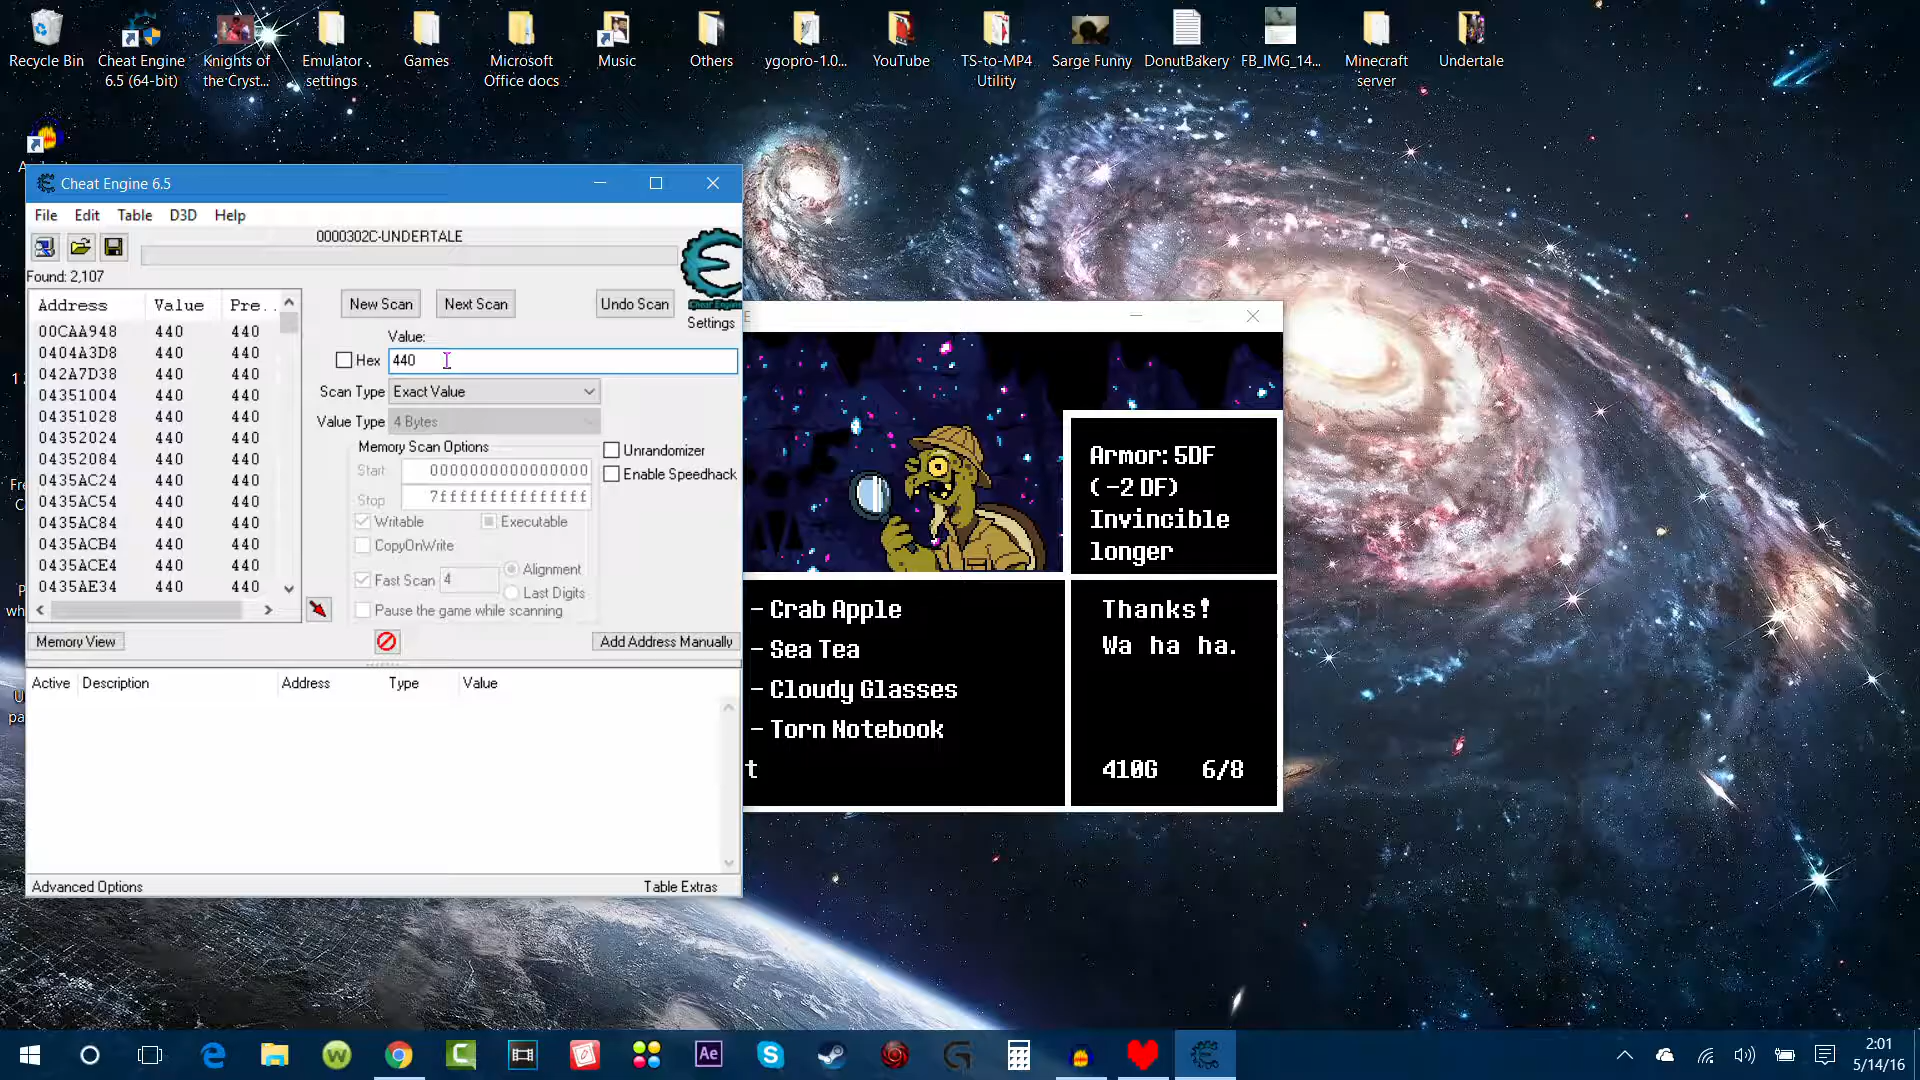 Recycle Bin
Cheat Engine
6.5 (64-bit)
Knights of
the Cryst...
Emulator
settings
Games
Microsoft
Office docs
Music
Others
ygopro-1.0...
YouTube
TS-to-MP4
Utility
Sarge Funny
DonutBakery
FB_IMG_14...
Minecraft
server
Undertale
Cheat Engine 6.5
File Edit Table D3D Help
0000302C-UNDERTALE
Found: 2,107
Address Value Pre..
00CAA948 440 440
0404A3D8 440 440
042A7D38 440 440
04351004 440 440
04351028 440 440
04352024 440 440
04352084 440 440
0435AC24 440 440
0435AC54 440 440
0435AC84 440 440
0435ACB4 440 440
0435ACE4 440 440
0435AE34 440 440
New Scan Next Scan Undo Scan
Cheat Engine
Settings
Value:
Hex 440
Scan Type Exact Value
Value Type 4 Bytes
Memory Scan Options
Start 0000000000000000
Stop 7fffffffffffffff
Writable Executable
CopyOnWrite
Fast Scan 4 Alignment
Last Digits
Pause the game while scanning
Unrandomizer
Enable Speedhack
Memory View Add Address Manually
Active Description Address Type Value
Advanced Options Table Extras
E
Armor: 5DF
( -2 DF)
Invincible
longer
- Crab Apple
- Sea Tea
- Cloudy Glasses
- Torn Notebook
t
Thanks!
Wa ha ha.
410G 6/8
Ae
2:01
5/14/16